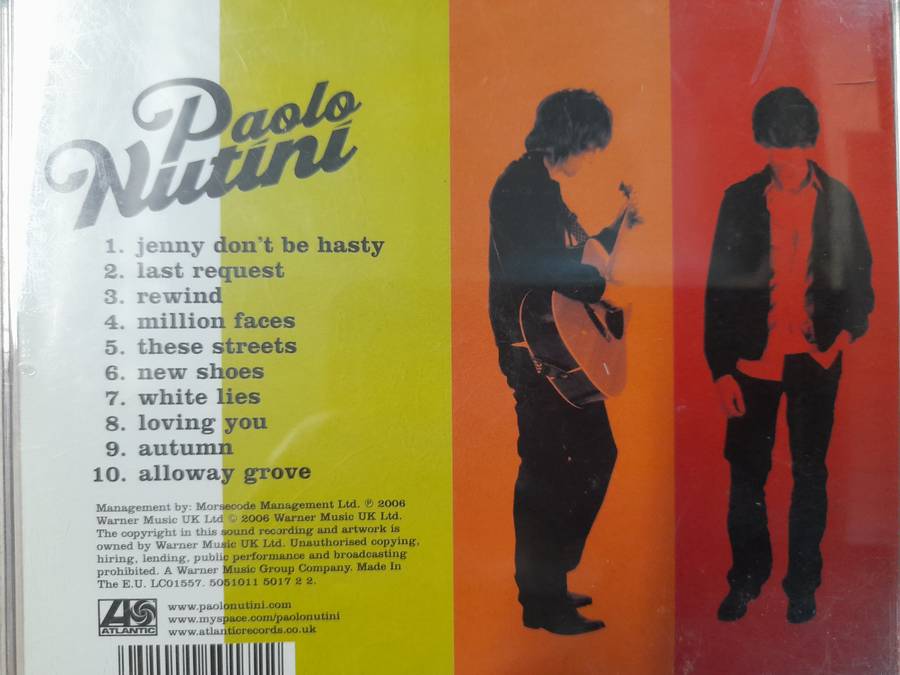 Paolo
Nutini
1. jenny don't be hasty
2. last request
3. rewind
4. million faces
5. these streets
6. new shoes
7. white lies
8. loving you
9. autumn
10. alloway grove
Management by: Morsecode Management Ltd. ℗ 2006
Warner Music UK Ltd © 2006 Warner Music UK Ltd.
The copyright in this sound recording and artwork is
owned by Warner Music UK Ltd. Unauthorised copying,
hiring, lending, public performance and broadcasting
prohibited. A Warner Music Group Company. Made In
The E.U. LC01557. 5051011 5017 2 2.
www.paolonutini.com
www.myspace.com/paolonutini
ATLANTIC www.atlanticrecords.co.uk